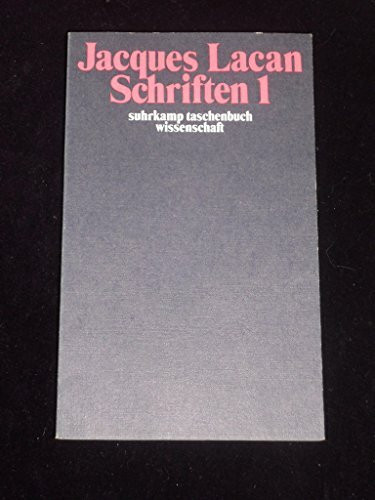 Jacques Lacan
Schriften 1
suhrkamp taschenbuch
wissenschaft